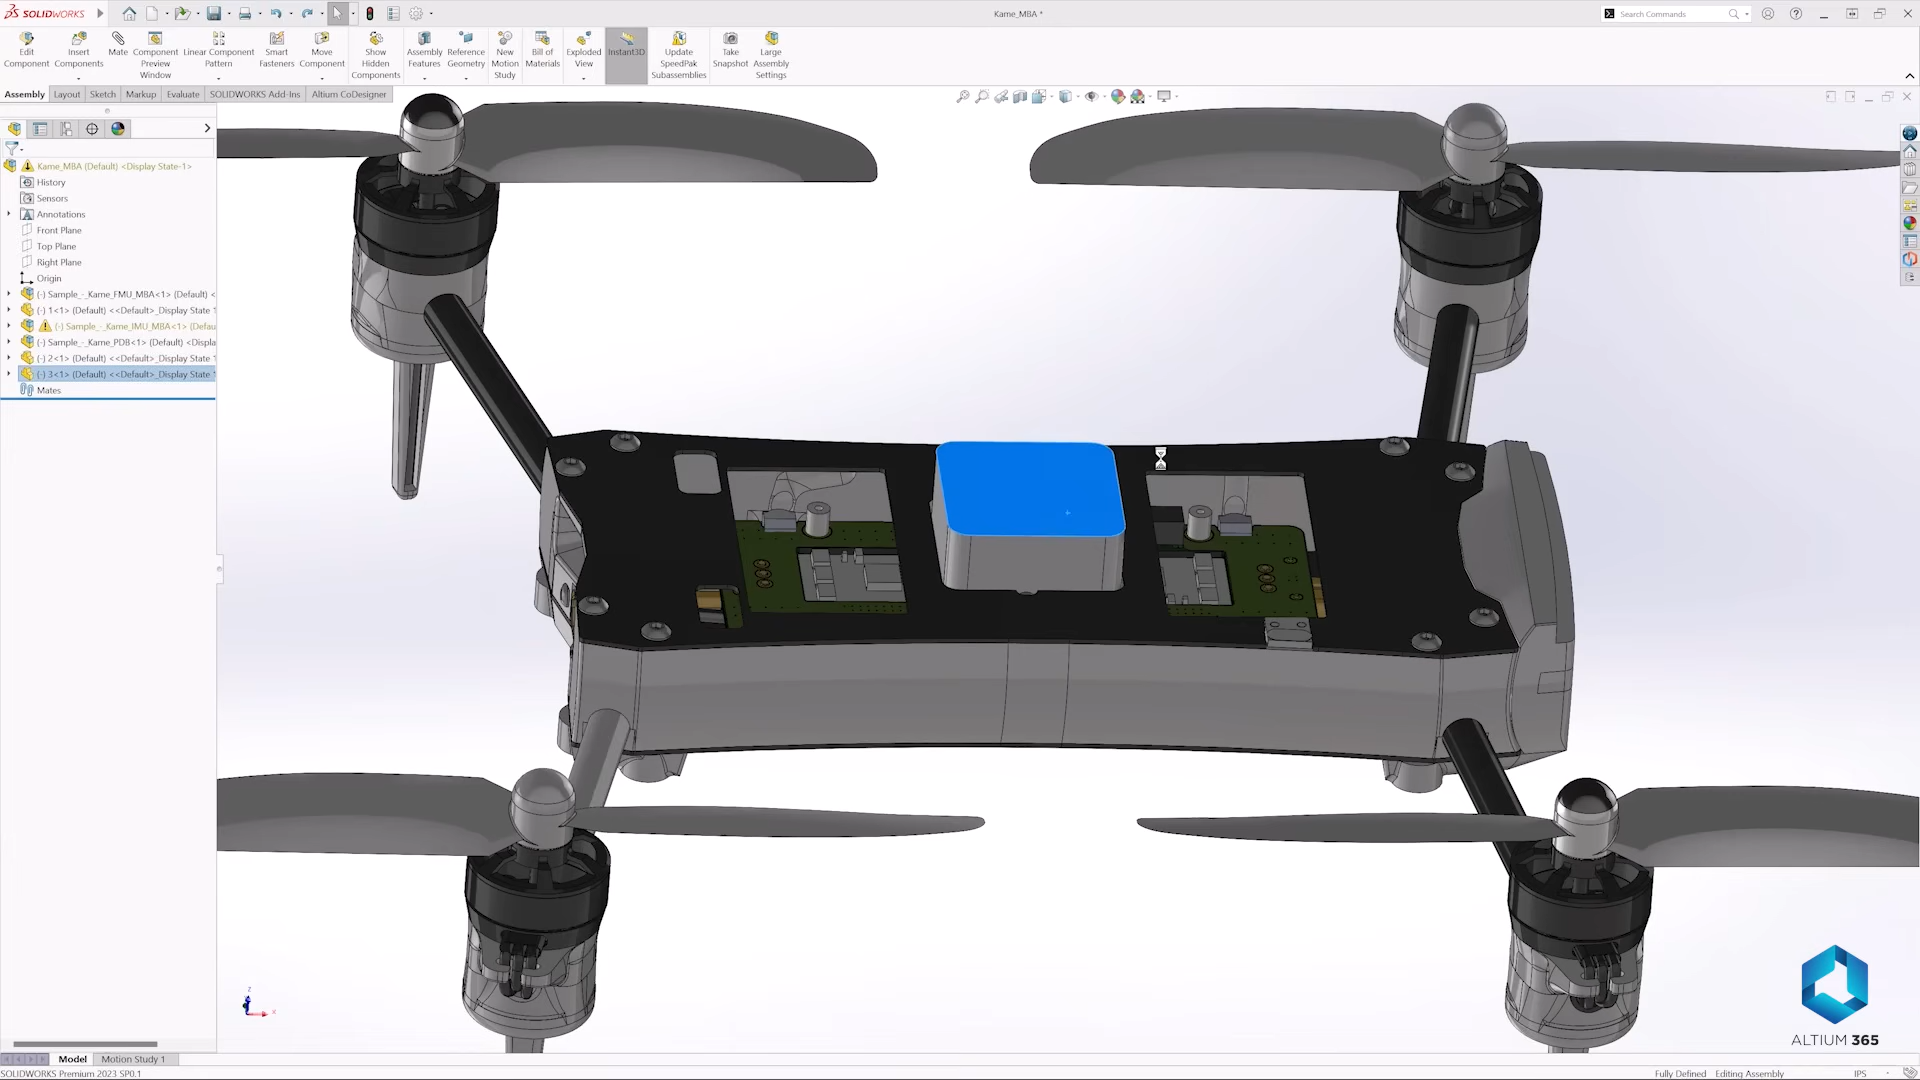 SOLIDWORKS
Kame_MBA *
Search Commands
Edit Component
Insert Components
Mate
Component Preview Window
Linear Component Pattern
Smart Fasteners
Move Component
Show Hidden Components
Assembly Features
Reference Geometry
New Motion Study
Bill of Materials
Exploded View
Instant3D
Update SpeedPak Subassemblies
Take Snapshot
Large Assembly Settings
Assembly
Layout
Sketch
Markup
Evaluate
SOLIDWORKS Add-Ins
Altium CoDesigner
Kame_MBA (Default) <Display State-1>
History
Sensors
Annotations
Front Plane
Top Plane
Right Plane
Origin
(-) Sample_-_Kame_FMU_MBA<1> (Default) <
(-) 1<1> (Default) <<Default>_Display State 1
(-) Sample_-_Kame_IMU_MBA<1> (Defau
(-) Sample_-_Kame_PDB<1> (Default) <Displa
(-) 2<1> (Default) <<Default>_Display State 1
(-) 3<1> (Default) <<Default>_Display State
Mates
z
x
ALTIUM 365
Model
Motion Study 1
SOLIDWORKS Premium 2023 SP0.1
Fully Defined
Editing Assembly
IPS